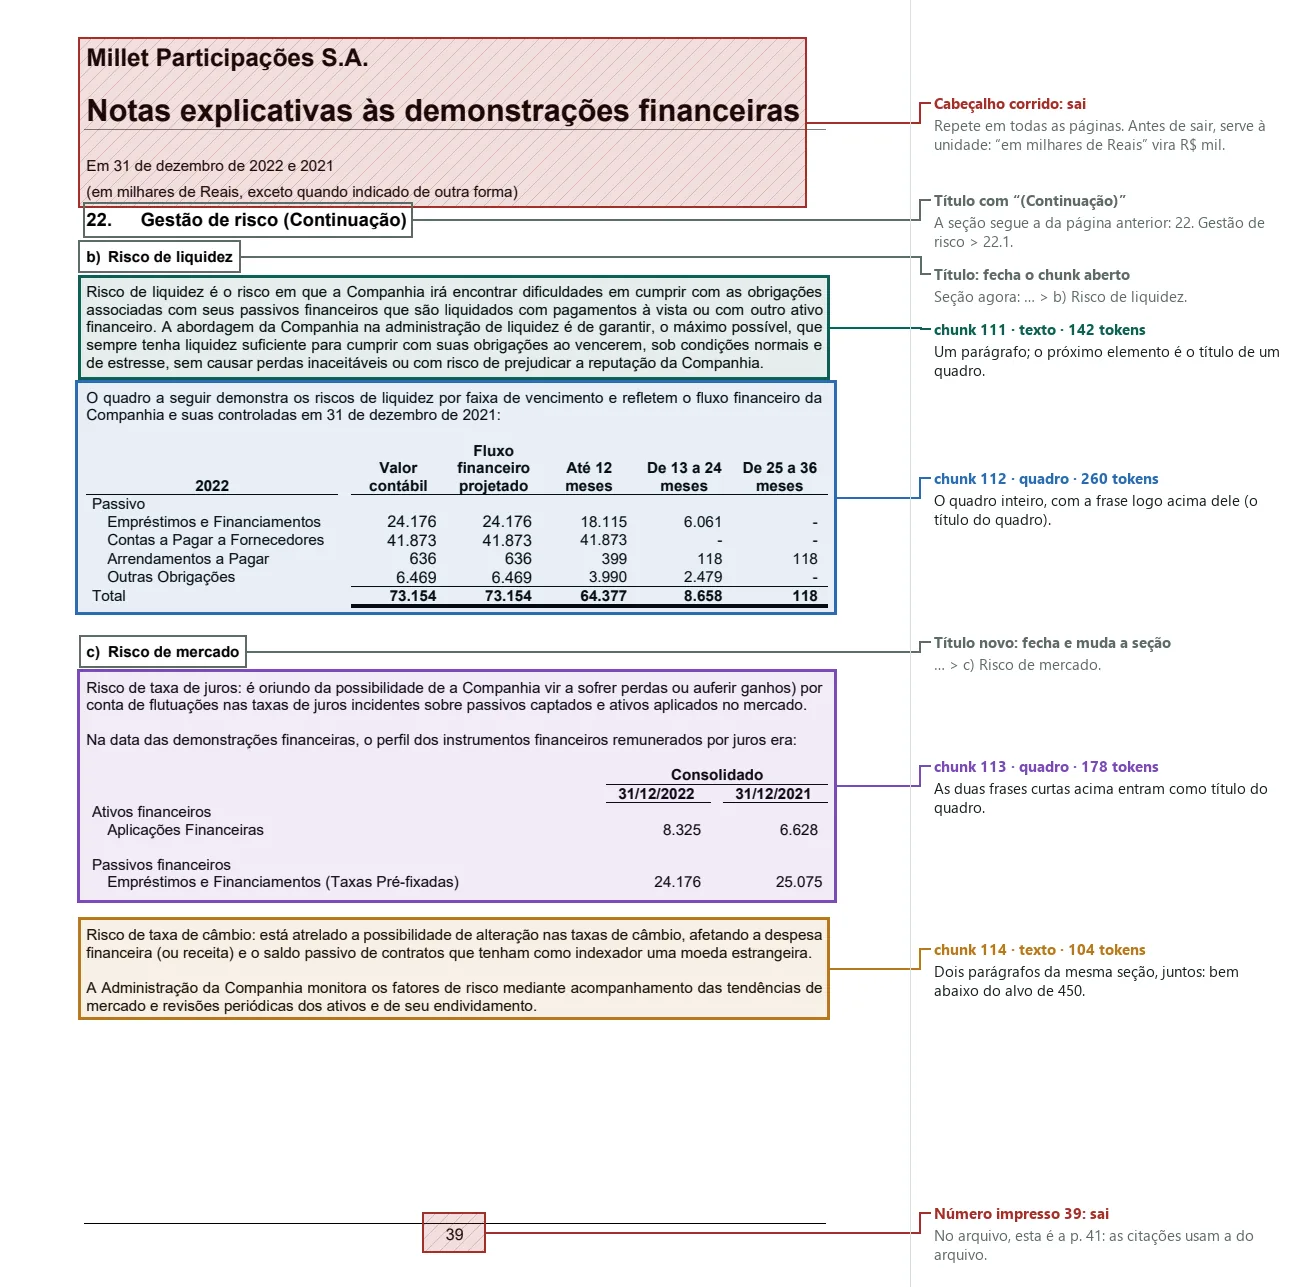 Millet Participações S.A.
Notas explicativas às demonstrações financeiras
Em 31 de dezembro de 2022 e 2021
(em milhares de Reais, exceto quando indicado de outra forma)
22. Gestão de risco (Continuação)
b) Risco de liquidez
Risco de liquidez é o risco em que a Companhia irá encontrar dificuldades em cumprir com as obrigações
associadas com seus passivos financeiros que são liquidados com pagamentos à vista ou com outro ativo
financeiro. A abordagem da Companhia na administração de liquidez é de garantir, o máximo possível, que
sempre tenha liquidez suficiente para cumprir com suas obrigações ao vencerem, sob condições normais e
de estresse, sem causar perdas inaceitáveis ou com risco de prejudicar a reputação da Companhia.
O quadro a seguir demonstra os riscos de liquidez por faixa de vencimento e refletem o fluxo financeiro da
Companhia e suas controladas em 31 de dezembro de 2021:
Fluxo
Valor financeiro Até 12 De 13 a 24 De 25 a 36
2022 contábil projetado meses meses meses
Passivo
Empréstimos e Financiamentos 24.176 24.176 18.115 6.061 -
Contas a Pagar a Fornecedores 41.873 41.873 41.873 - -
Arrendamentos a Pagar 636 636 399 118 118
Outras Obrigações 6.469 6.469 3.990 2.479 -
Total 73.154 73.154 64.377 8.658 118
c) Risco de mercado
Risco de taxa de juros: é oriundo da possibilidade de a Companhia vir a sofrer perdas ou auferir ganhos) por
conta de flutuações nas taxas de juros incidentes sobre passivos captados e ativos aplicados no mercado.
Na data das demonstrações financeiras, o perfil dos instrumentos financeiros remunerados por juros era:
Consolidado
31/12/2022 31/12/2021
Ativos financeiros
Aplicações Financeiras 8.325 6.628
Passivos financeiros
Empréstimos e Financiamentos (Taxas Pré-fixadas) 24.176 25.075
Risco de taxa de câmbio: está atrelado a possibilidade de alteração nas taxas de câmbio, afetando a despesa
financeira (ou receita) e o saldo passivo de contratos que tenham como indexador uma moeda estrangeira.
A Administração da Companhia monitora os fatores de risco mediante acompanhamento das tendências de
mercado e revisões periódicas dos ativos e de seu endividamento.
39
Cabeçalho corrido: sai
Repete em todas as páginas. Antes de sair, serve à
unidade: “em milhares de Reais” vira R$ mil.
Título com “(Continuação)”
A seção segue a da página anterior: 22. Gestão de
risco > 22.1.
Título: fecha o chunk aberto
Seção agora: … > b) Risco de liquidez.
chunk 111 · texto · 142 tokens
Um parágrafo; o próximo elemento é o título de um
quadro.
chunk 112 · quadro · 260 tokens
O quadro inteiro, com a frase logo acima dele (o
título do quadro).
Título novo: fecha e muda a seção
… > c) Risco de mercado.
chunk 113 · quadro · 178 tokens
As duas frases curtas acima entram como título do
quadro.
chunk 114 · texto · 104 tokens
Dois parágrafos da mesma seção, juntos: bem
abaixo do alvo de 450.
Número impresso 39: sai
No arquivo, esta é a p. 41: as citações usam a do
arquivo.